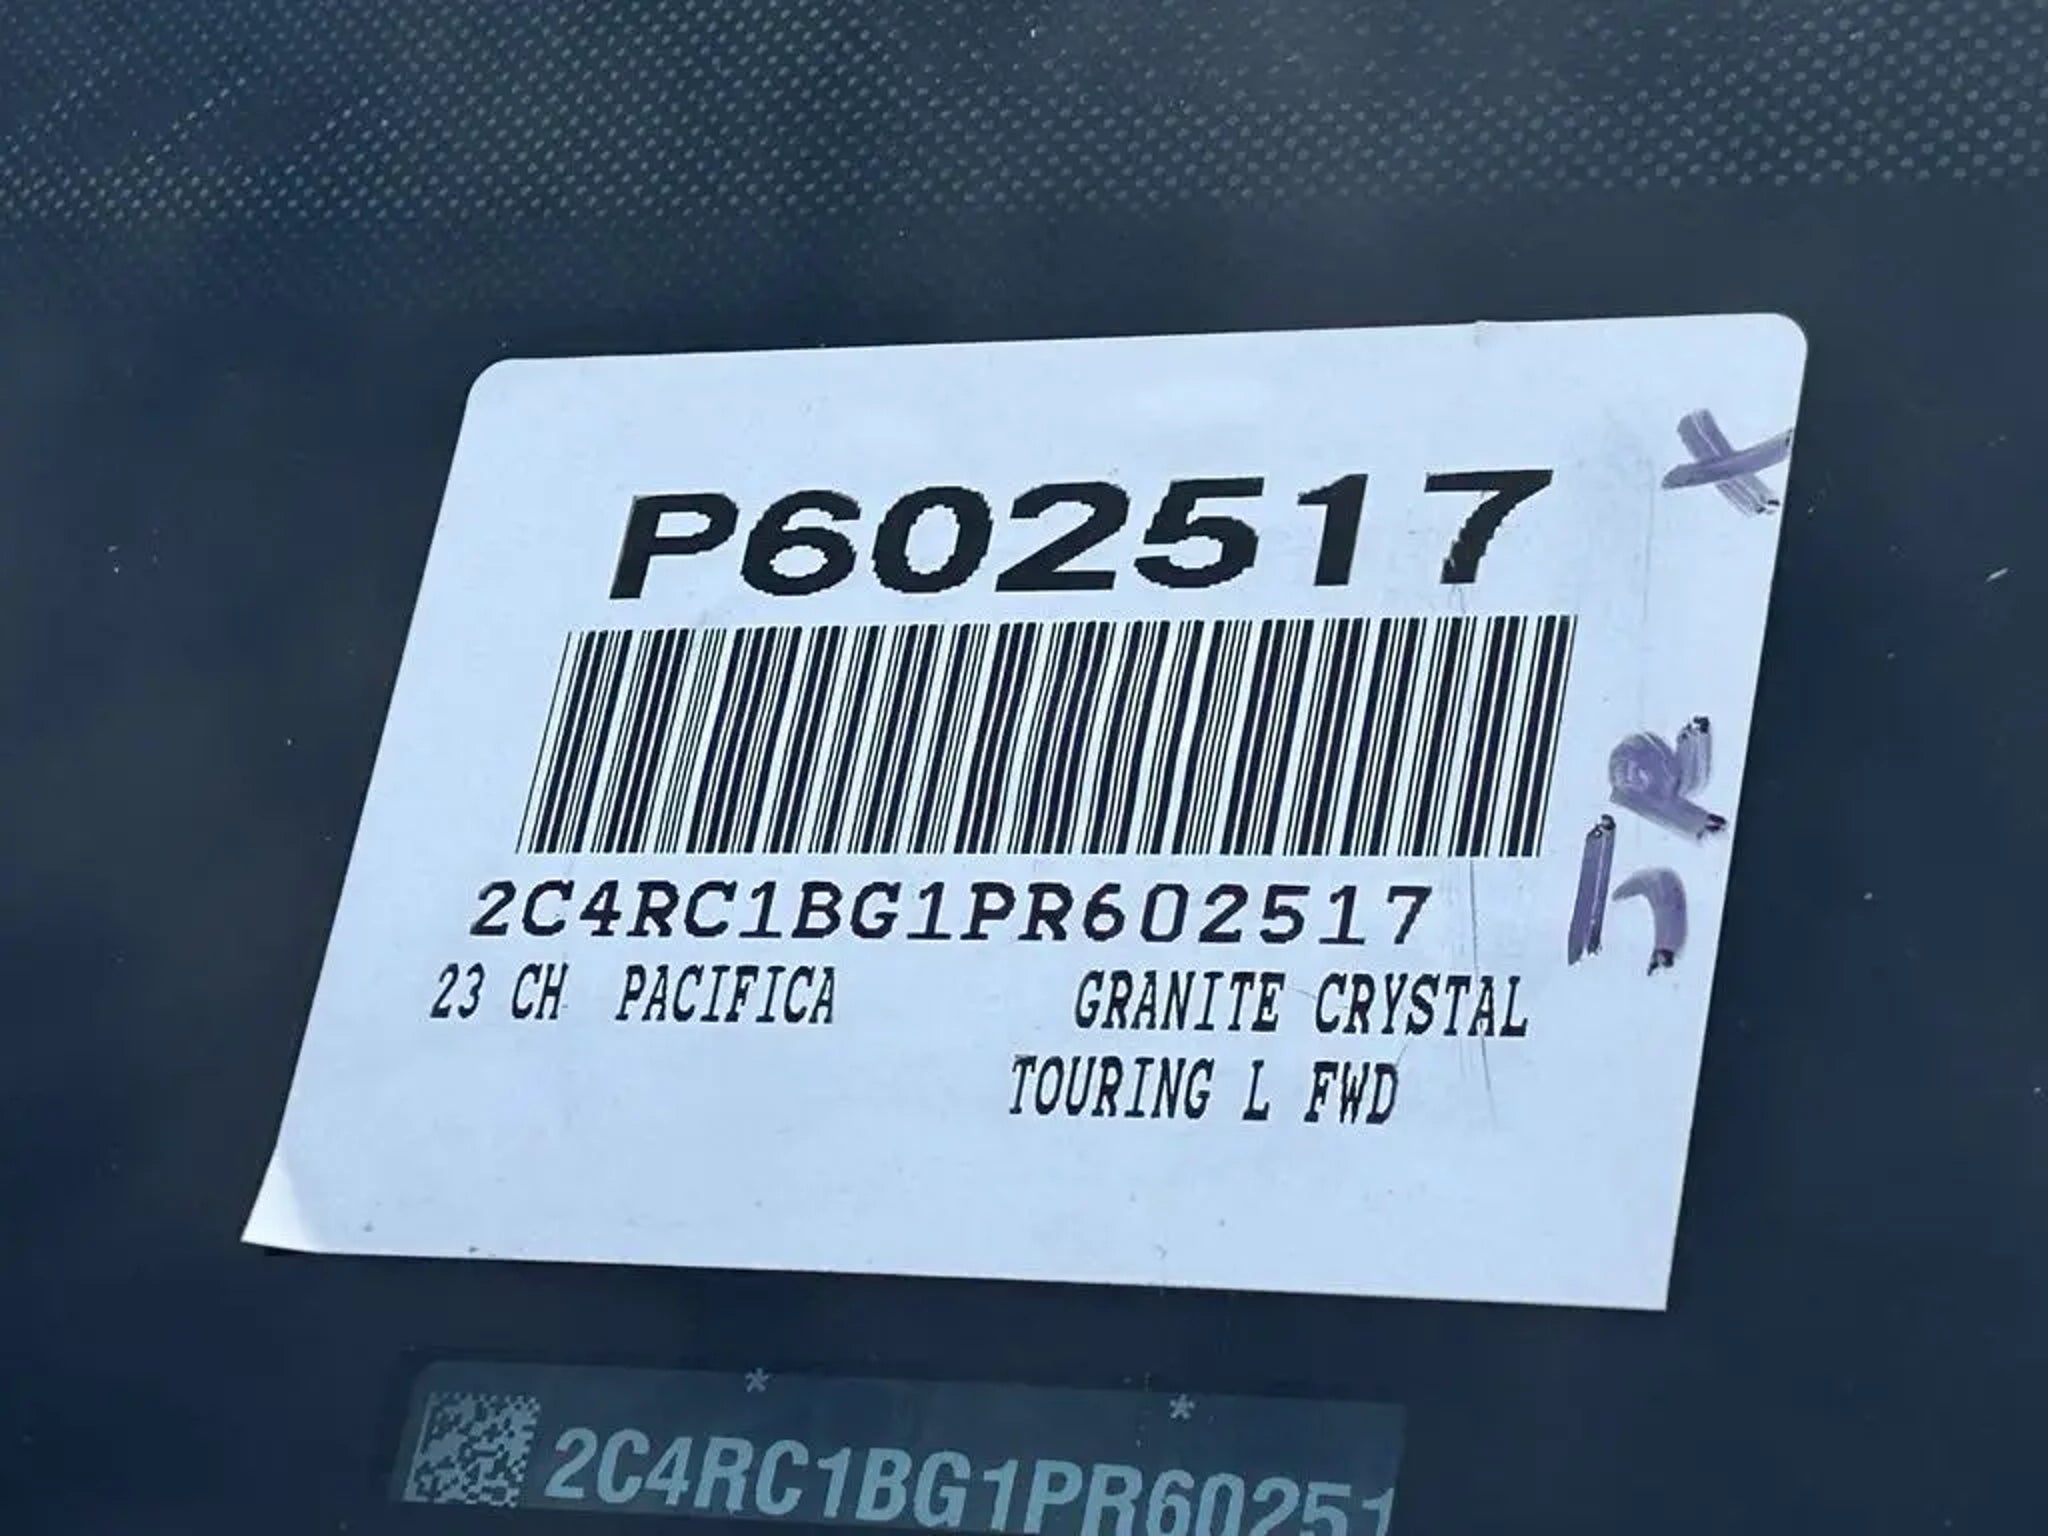 P602517
2C4RC1BG1PR602517
23 CH PACIFICA GRANITE CRYSTAL
TOURING L FWD
* *
2C4RC1BG1PR60251